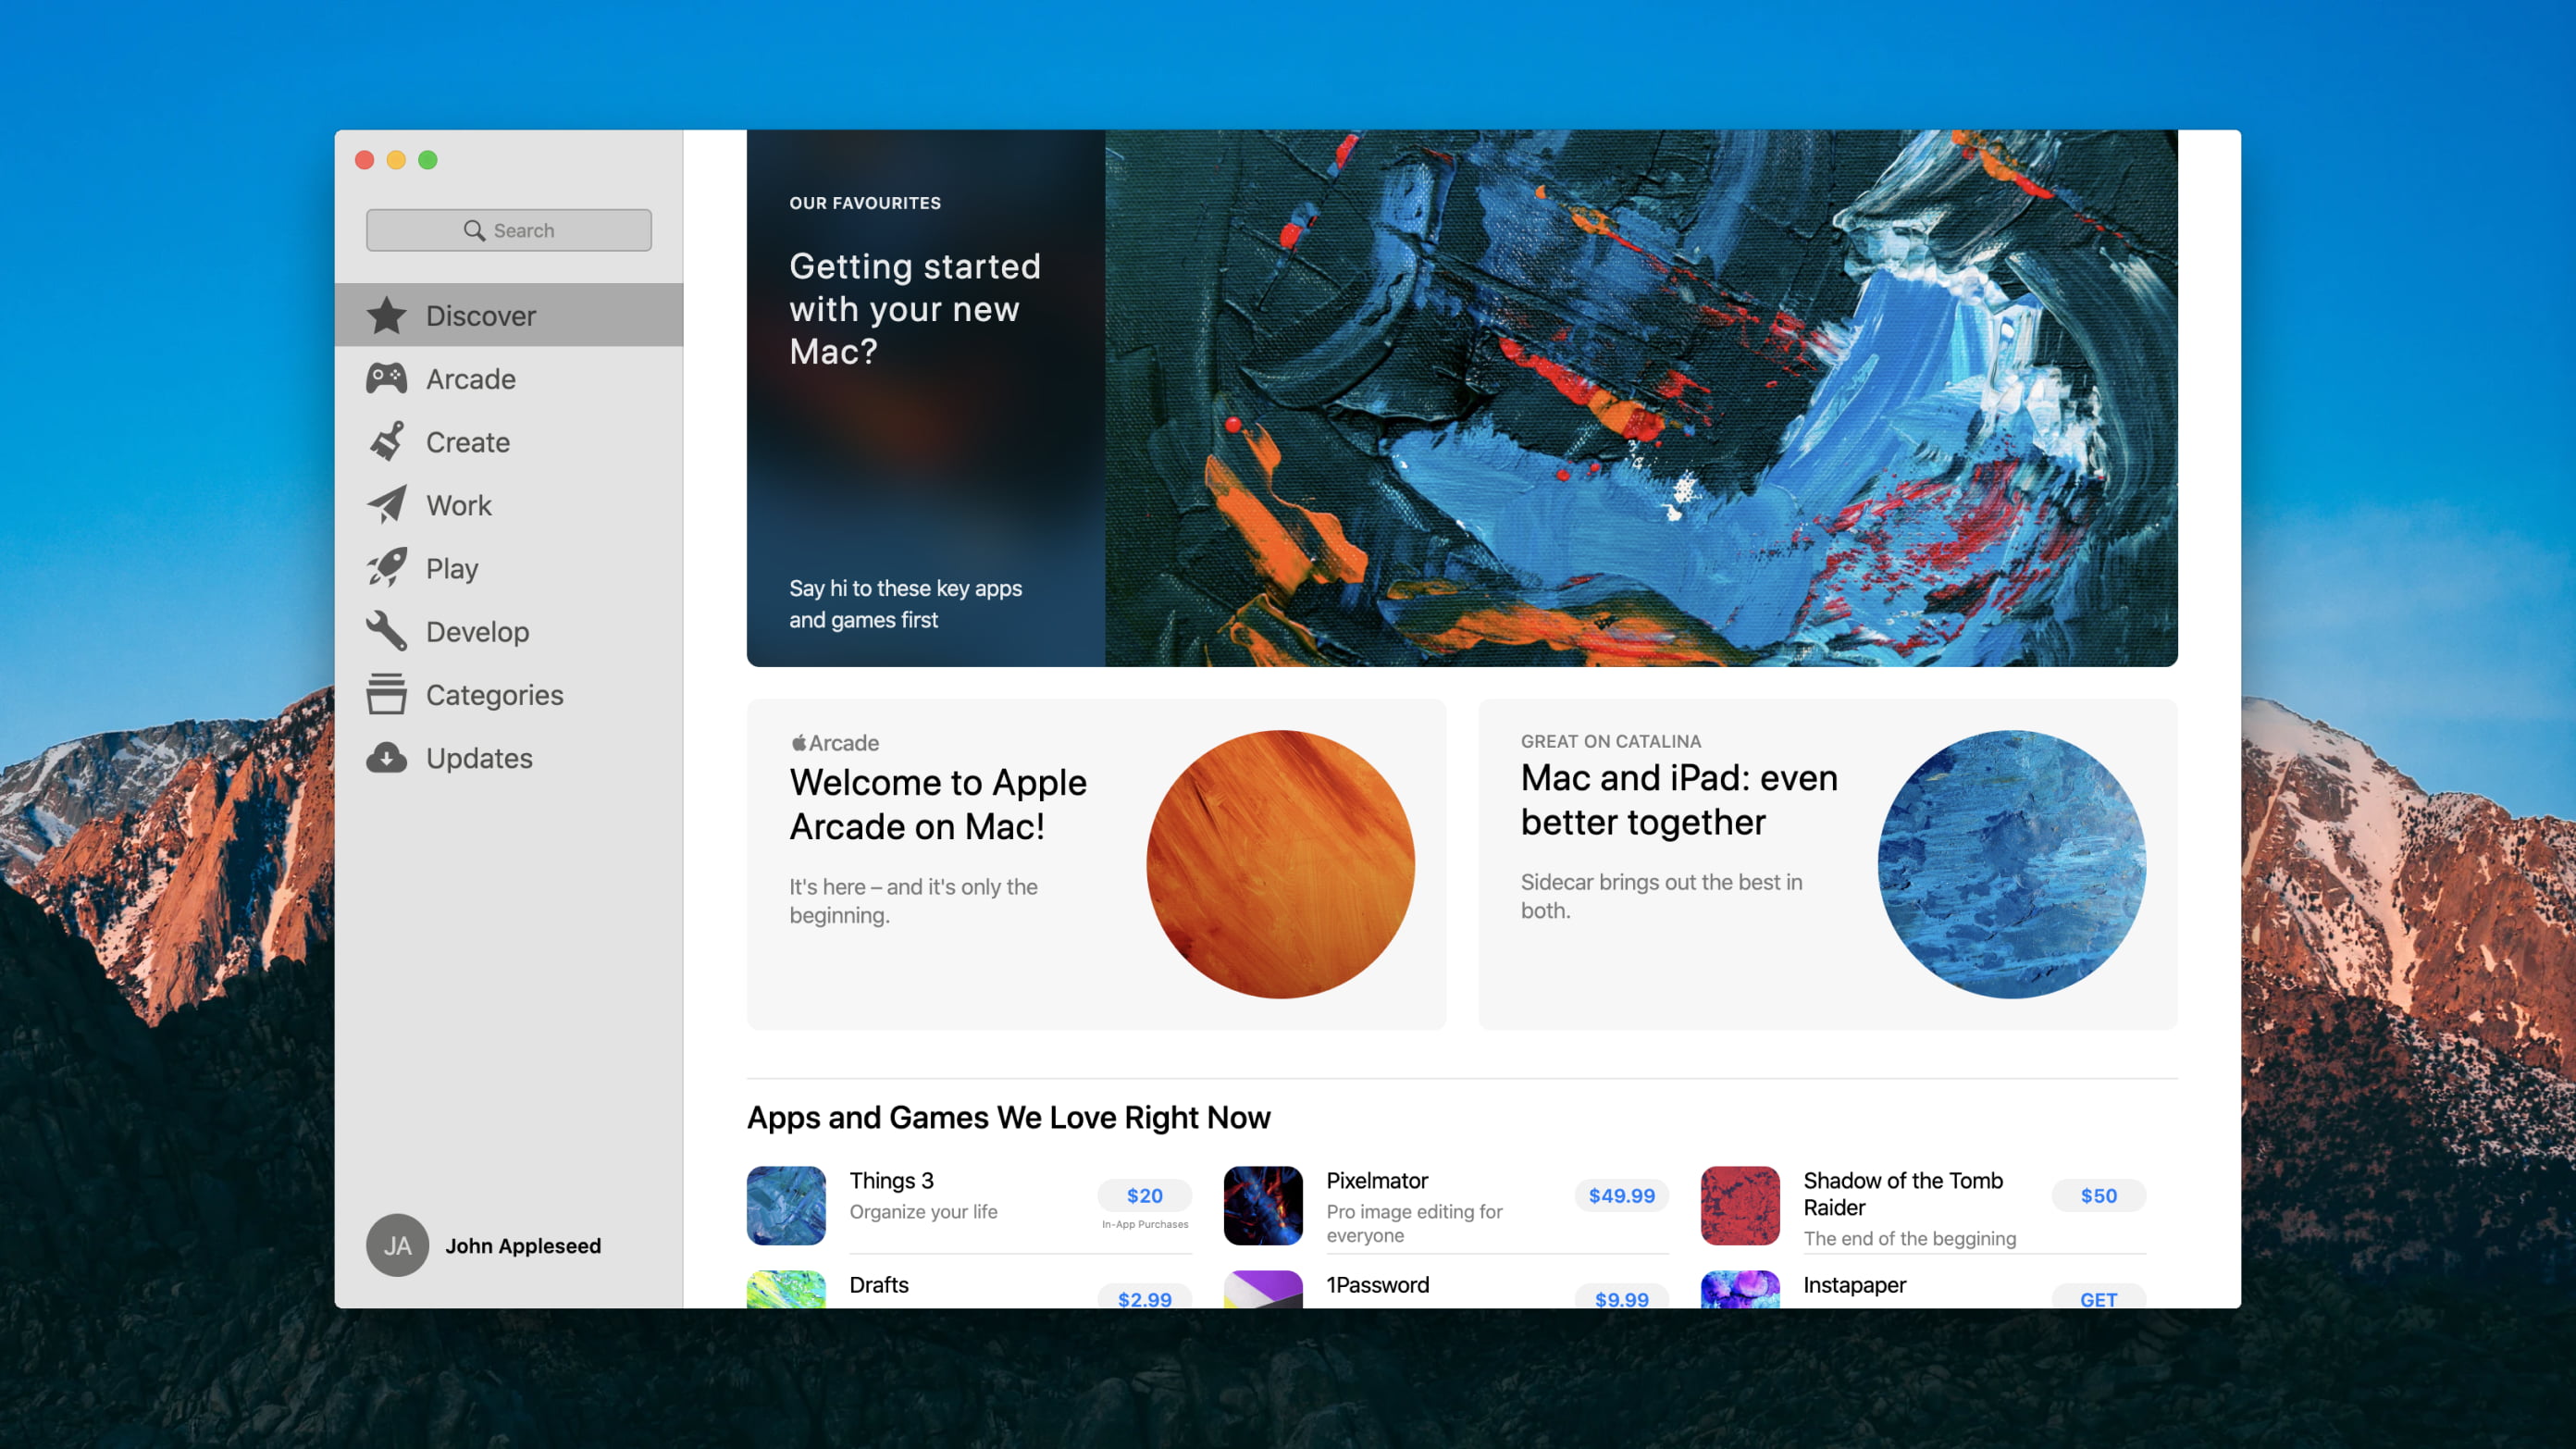 Search
Discover
Arcade
Create
Work
Play
Develop
Categories
Updates
JA
John Appleseed
OUR FAVOURITES
Getting started
with your new
Mac?
Say hi to these key apps
and games first
Arcade
Welcome to Apple
Arcade on Mac!
It's here – and it's only the
beginning.
GREAT ON CATALINA
Mac and iPad: even
better together
Sidecar brings out the best in
both.
Apps and Games We Love Right Now
Things 3
Organize your life
$20
In-App Purchases
Pixelmator
Pro image editing for
everyone
$49.99
Shadow of the Tomb
Raider
The end of the beggining
$50
Drafts
$2.99
1Password
$9.99
Instapaper
GET